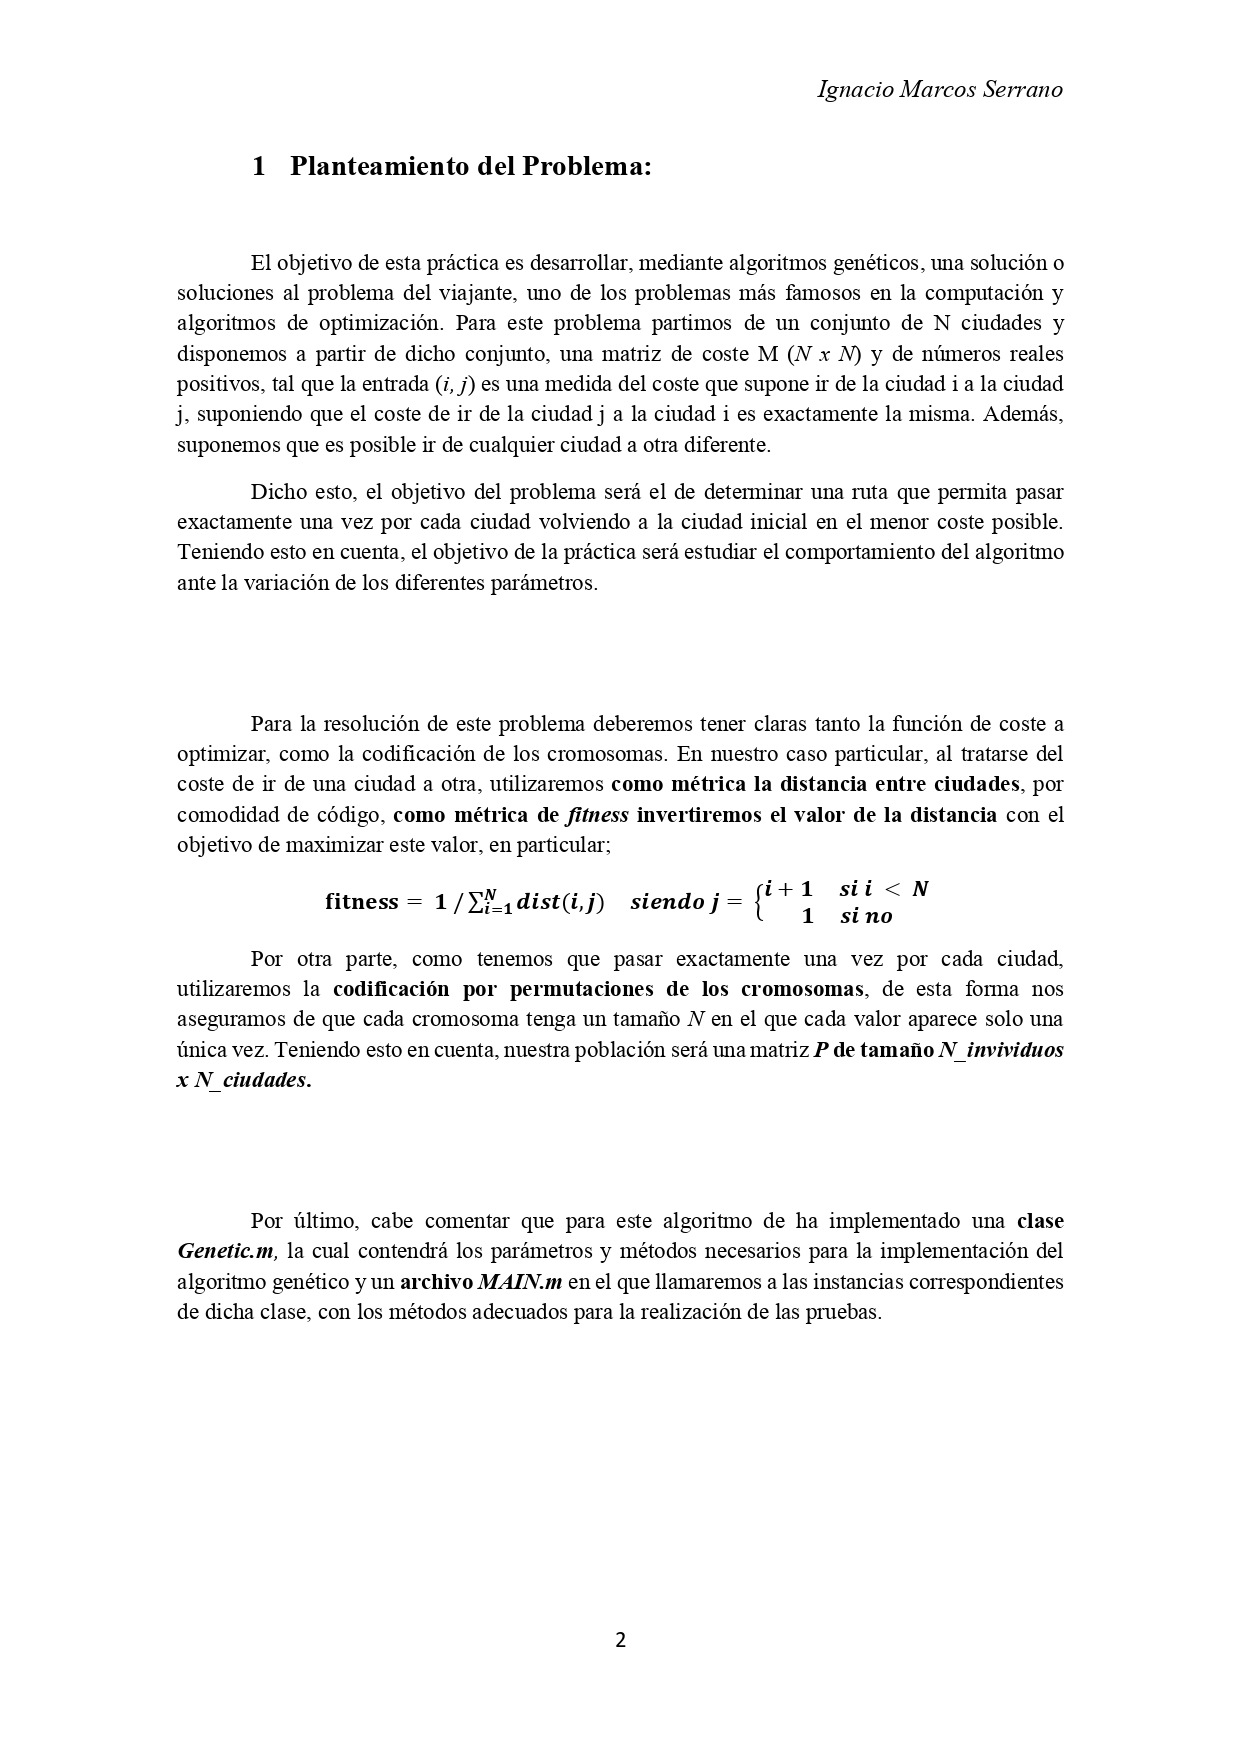 Ignacio Marcos Serrano
1 Planteamiento del Problema:
El objetivo de esta práctica es desarrollar, mediante algoritmos genéticos, una solución o
soluciones al problema del viajante, uno de los problemas más famosos en la computación y
algoritmos de optimización. Para este problema partimos de un conjunto de N ciudades y
disponemos a partir de dicho conjunto, una matriz de coste M (N x N) y de números reales
positivos, tal que la entrada (i, j) es una medida del coste que supone ir de la ciudad i a la ciudad
j, suponiendo que el coste de ir de la ciudad j a la ciudad i es exactamente la misma. Además,
suponemos que es posible ir de cualquier ciudad a otra diferente.
Dicho esto, el objetivo del problema será el de determinar una ruta que permita pasar
exactamente una vez por cada ciudad volviendo a la ciudad inicial en el menor coste posible.
Teniendo esto en cuenta, el objetivo de la práctica será estudiar el comportamiento del algoritmo
ante la variación de los diferentes parámetros.
Para la resolución de este problema deberemos tener claras tanto la función de coste a
optimizar, como la codificación de los cromosomas. En nuestro caso particular, al tratarse del
coste de ir de una ciudad a otra, utilizaremos como métrica la distancia entre ciudades, por
comodidad de código, como métrica de fitness invertiremos el valor de la distancia con el
objetivo de maximizar este valor, en particular;
fitness = 1 / ∑_{i=1}^{N} dist(i, j) siendo j = { i + 1 si i < N
1 si no
Por otra parte, como tenemos que pasar exactamente una vez por cada ciudad,
utilizaremos la codificación por permutaciones de los cromosomas, de esta forma nos
aseguramos de que cada cromosoma tenga un tamaño N en el que cada valor aparece solo una
única vez. Teniendo esto en cuenta, nuestra población será una matriz P de tamaño N_invividuos
x N_ciudades.
Por último, cabe comentar que para este algoritmo de ha implementado una clase
Genetic.m, la cual contendrá los parámetros y métodos necesarios para la implementación del
algoritmo genético y un archivo MAIN.m en el que llamaremos a las instancias correspondientes
de dicha clase, con los métodos adecuados para la realización de las pruebas.
2